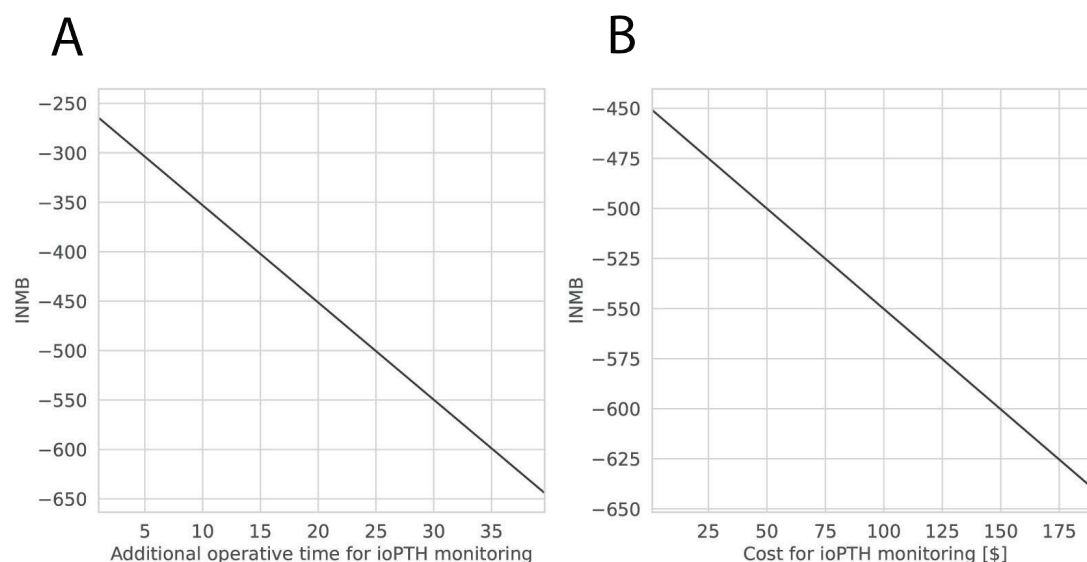 A
B
−250
−300
−350
−400
−450
−500
−550
−600
−650
INMB
5 10 15 20 25 30 35
Additional operative time for ioPTH monitoring
−450
−475
−500
−525
−550
−575
−600
−625
−650
INMB
25 50 75 100 125 150 175
Cost for ioPTH monitoring [$]